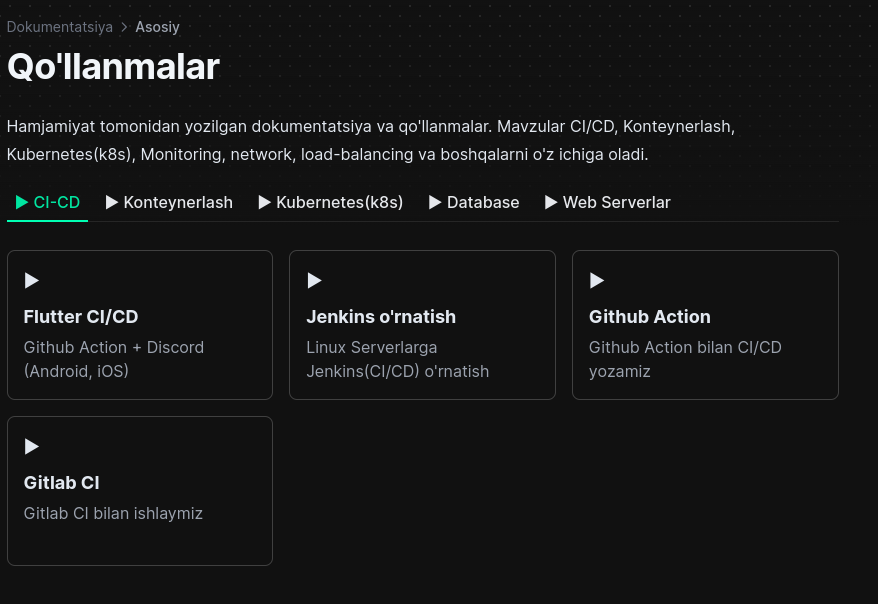 Dokumentatsiya > Asosiy
Qo'llanmalar
Hamjamiyat tomonidan yozilgan dokumentatsiya va qo'llanmalar. Mavzular CI/CD, Konteynerlash,
Kubernetes(k8s), Monitoring, network, load-balancing va boshqalarni o'z ichiga oladi.
▶ CI-CD ▶ Konteynerlash ▶ Kubernetes(k8s) ▶ Database ▶ Web Serverlar
Flutter CI/CD
Github Action + Discord
(Android, iOS)
Jenkins o'rnatish
Linux Serverlarga
Jenkins(CI/CD) o'rnatish
Github Action
Github Action bilan CI/CD
yozamiz
Gitlab CI
Gitlab CI bilan ishlaymiz